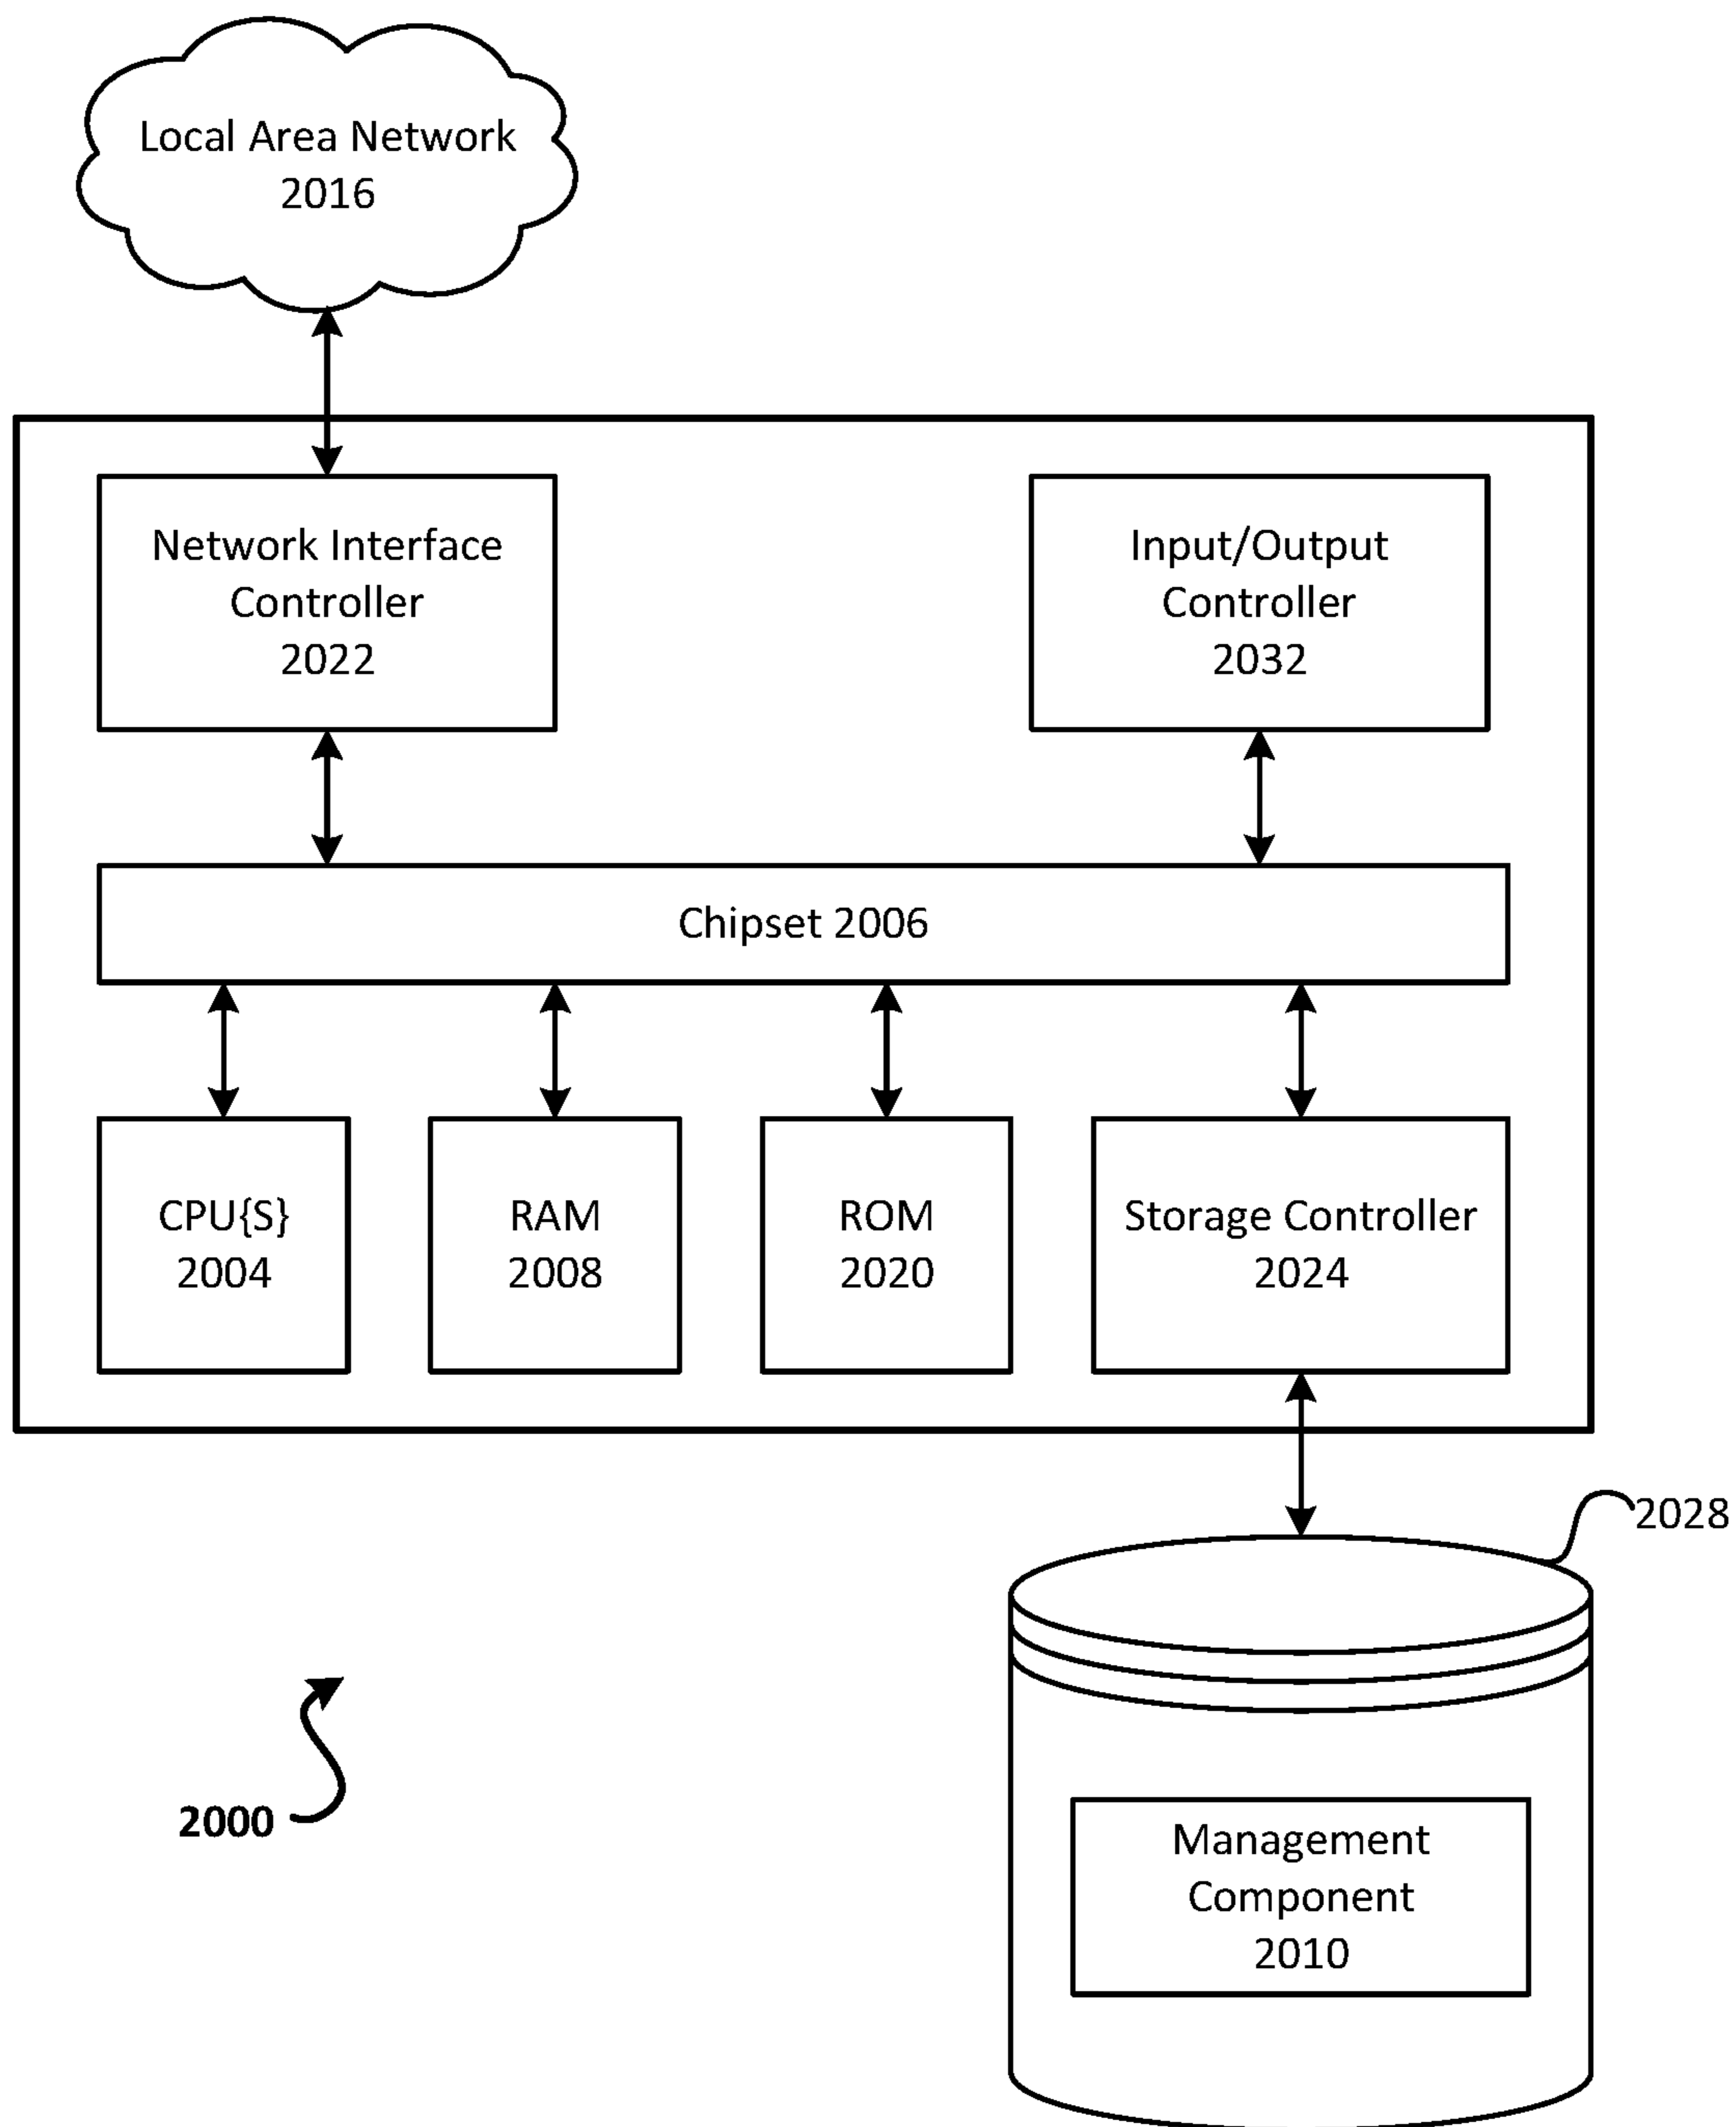 Local Area Network
2016
Network Interface
Controller
2022
Input/Output
Controller
2032
Chipset 2006
CPU{S}
2004
RAM
2008
ROM
2020
Storage Controller
2024
2028
2000
Management
Component
2010